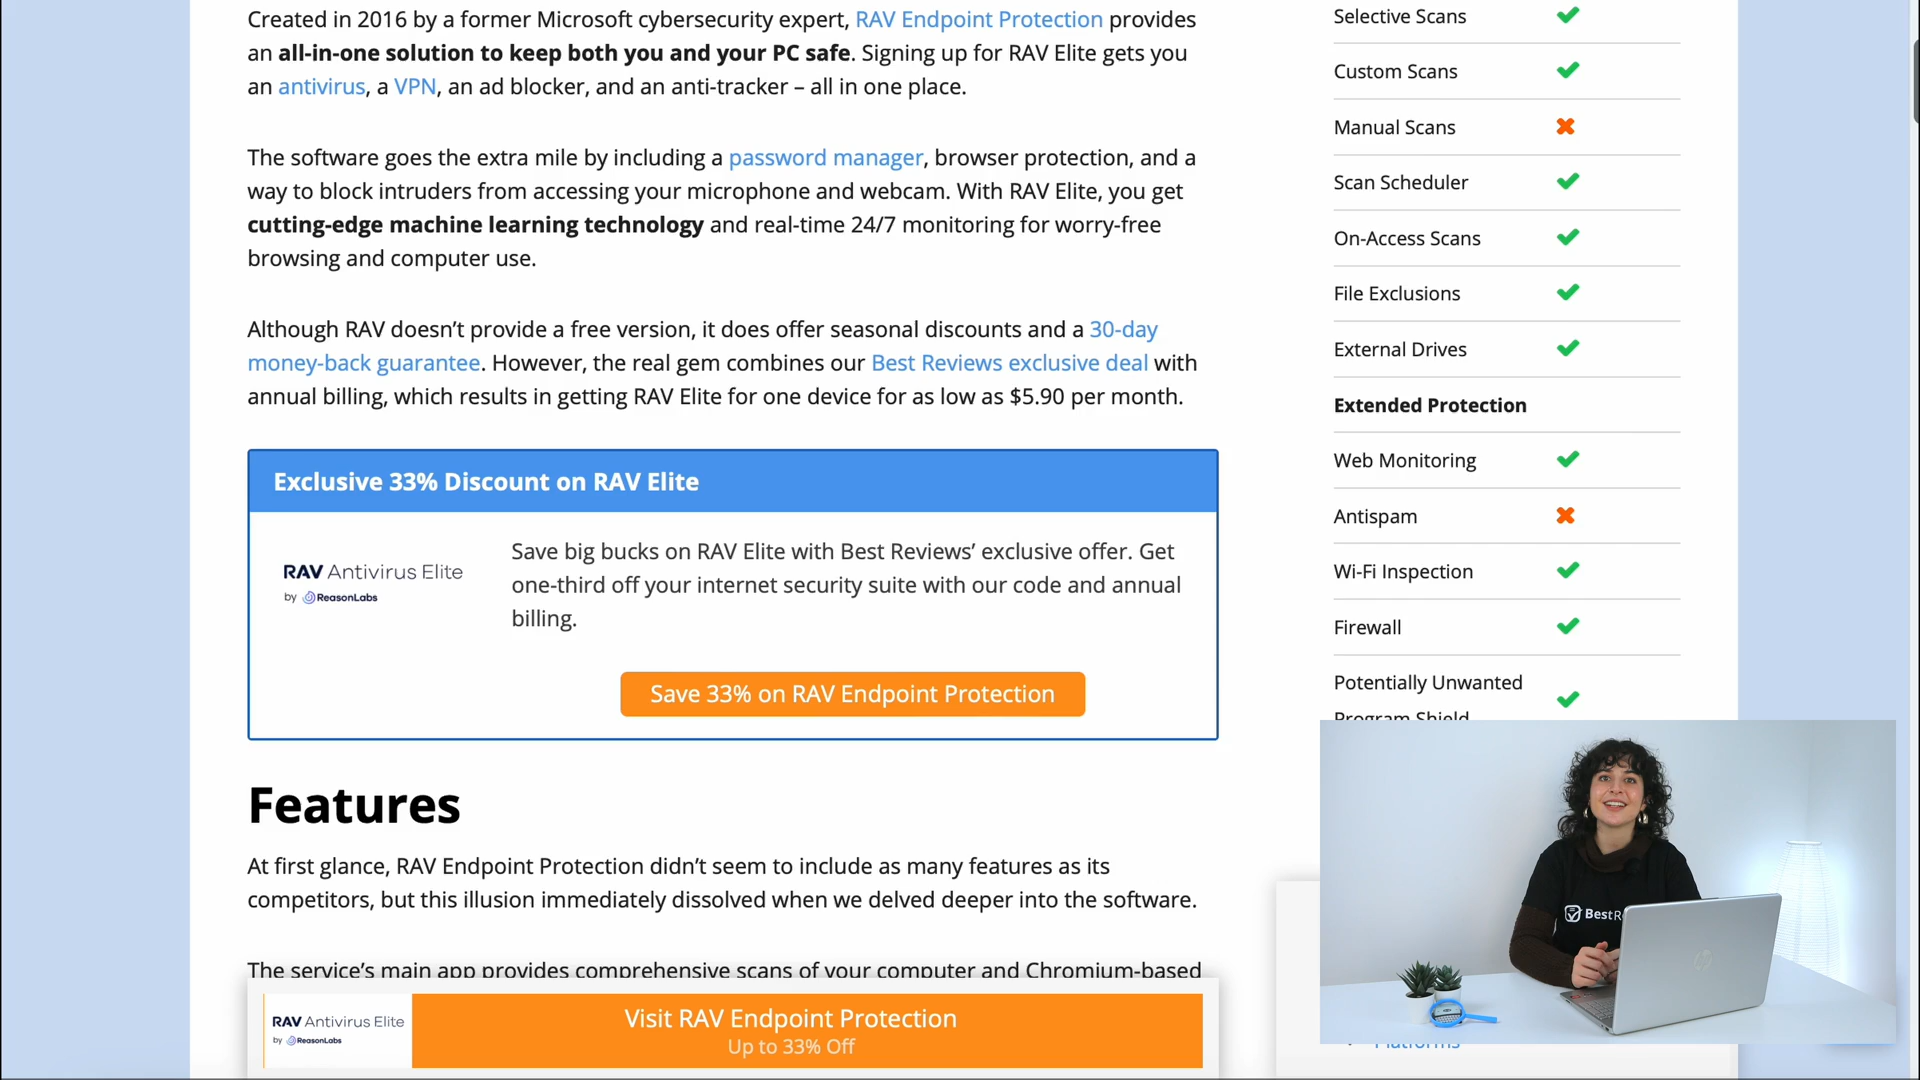 Created in 2016 by a former Microsoft cybersecurity expert, RAV Endpoint Protection provides
an all-in-one solution to keep both you and your PC safe. Signing up for RAV Elite gets you
an antivirus, a VPN, an ad blocker, and an anti-tracker – all in one place.
The software goes the extra mile by including a password manager, browser protection, and a
way to block intruders from accessing your microphone and webcam. With RAV Elite, you get
cutting-edge machine learning technology and real-time 24/7 monitoring for worry-free
browsing and computer use.
Although RAV doesn’t provide a free version, it does offer seasonal discounts and a 30-day
money-back guarantee. However, the real gem combines our Best Reviews exclusive deal with
annual billing, which results in getting RAV Elite for one device for as low as $5.90 per month.
Exclusive 33% Discount on RAV Elite
RAV Antivirus Elite
by ReasonLabs
Save big bucks on RAV Elite with Best Reviews’ exclusive offer. Get
one-third off your internet security suite with our code and annual
billing.
Save 33% on RAV Endpoint Protection
Features
At first glance, RAV Endpoint Protection didn’t seem to include as many features as its
competitors, but this illusion immediately dissolved when we delved deeper into the software.
The service’s main app provides comprehensive scans of your computer and Chromium-based
RAV Antivirus Elite
by ReasonLabs
Visit RAV Endpoint Protection
Up to 33% Off
Selective Scans
Custom Scans
Manual Scans
Scan Scheduler
On-Access Scans
File Exclusions
External Drives
Extended Protection
Web Monitoring
Antispam
Wi-Fi Inspection
Firewall
Potentially Unwanted
Program Shield
BestR
Platforms